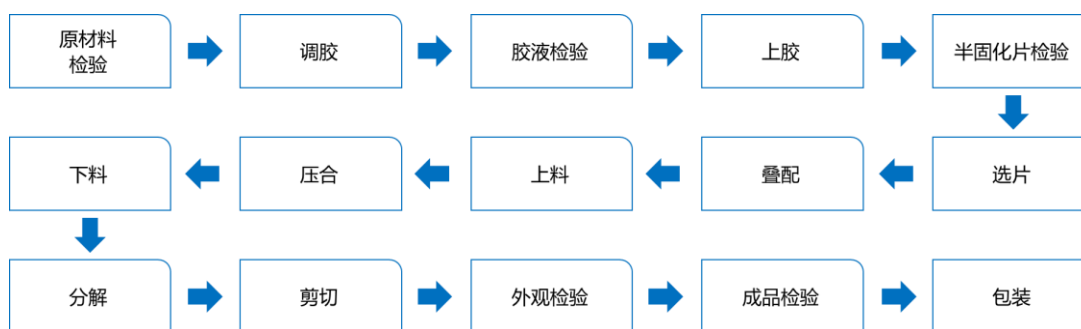 原材料
检验
调胶
胶液检验
上胶
半固化片检验
选片
叠配
上料
压合
下料
分解
剪切
外观检验
成品检验
包装